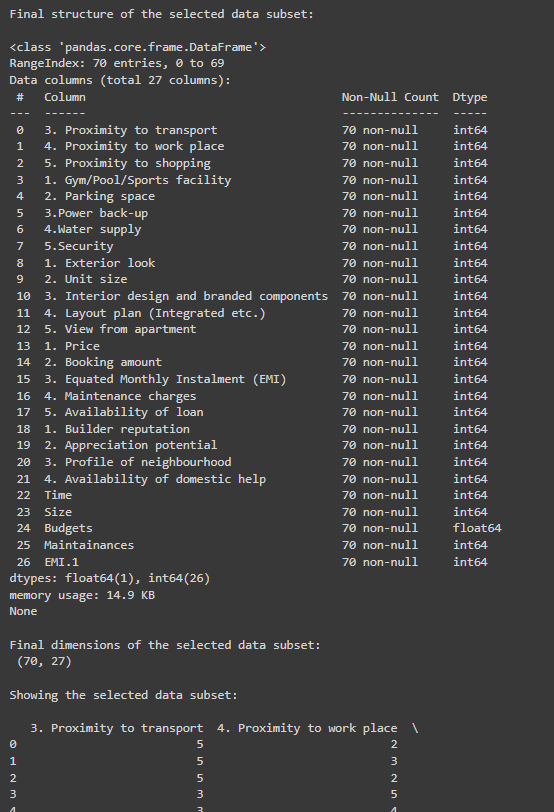 Final structure of the selected data subset:
<class 'pandas.core.frame.DataFrame'>
RangeIndex: 70 entries, 0 to 69
Data columns (total 27 columns):
 #   Column                                      Non-Null Count  Dtype
---  ------                                      --------------  -----
 0   3. Proximity to transport                   70 non-null     int64
 1   4. Proximity to work place                  70 non-null     int64
 2   5. Proximity to shopping                    70 non-null     int64
 3   1. Gym/Pool/Sports facility                 70 non-null     int64
 4   2. Parking space                            70 non-null     int64
 5   3.Power back-up                             70 non-null     int64
 6   4.Water supply                              70 non-null     int64
 7   5.Security                                  70 non-null     int64
 8   1. Exterior look                            70 non-null     int64
 9   2. Unit size                                70 non-null     int64
 10  3. Interior design and branded components   70 non-null     int64
 11  4. Layout plan (Integrated etc.)            70 non-null     int64
 12  5. View from apartment                      70 non-null     int64
 13  1. Price                                    70 non-null     int64
 14  2. Booking amount                           70 non-null     int64
 15  3. Equated Monthly Instalment (EMI)         70 non-null     int64
 16  4. Maintenance charges                      70 non-null     int64
 17  5. Availability of loan                     70 non-null     int64
 18  1. Builder reputation                       70 non-null     int64
 19  2. Appreciation potential                   70 non-null     int64
 20  3. Profile of neighbourhood                 70 non-null     int64
 21  4. Availability of domestic help            70 non-null     int64
 22  Time                                        70 non-null     int64
 23  Size                                        70 non-null     int64
 24  Budgets                                     70 non-null     float64
 25  Maintainances                               70 non-null     int64
 26  EMI.1                                       70 non-null     int64
dtypes: float64(1), int64(26)
memory usage: 14.9 KB
None
Final dimensions of the selected data subset:
 (70, 27)
Showing the selected data subset:
   3. Proximity to transport  4. Proximity to work place  \
0                          5                           2
1                          5                           3
2                          5                           2
3                          3                           5
4                          3                           4